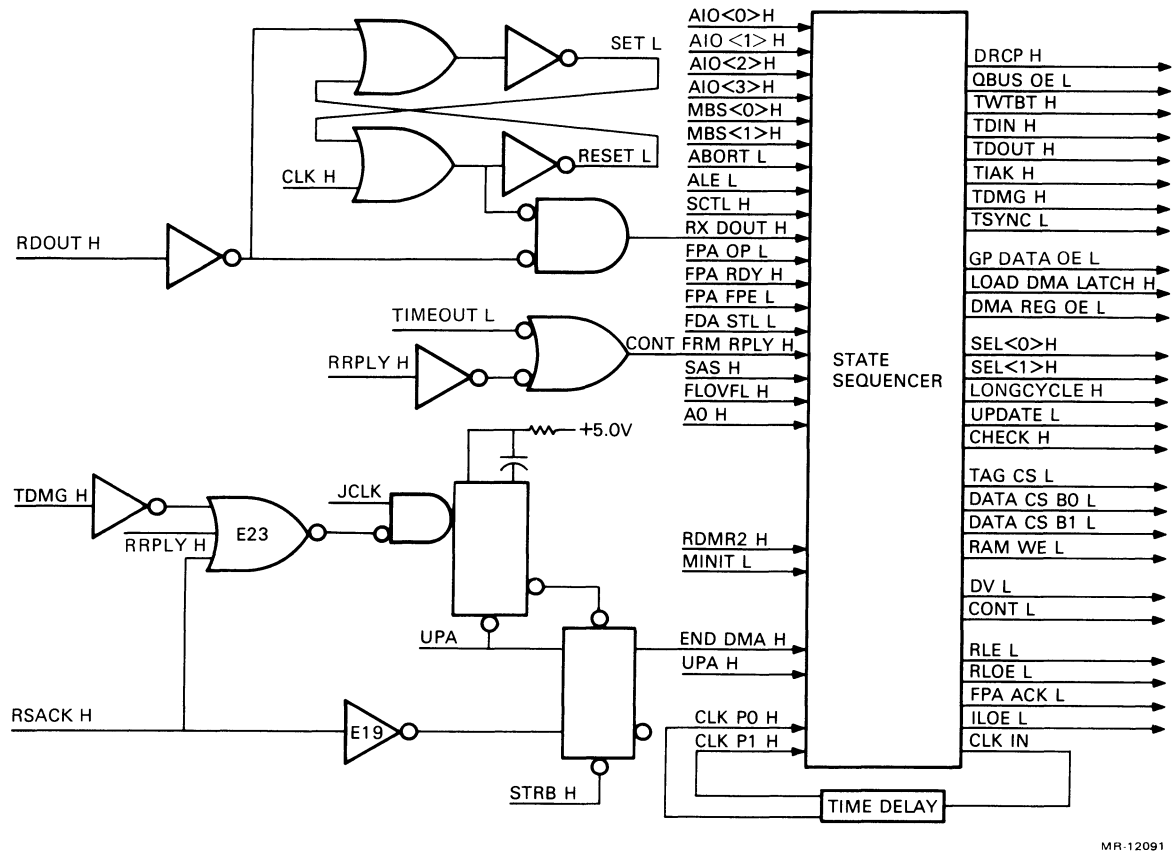 SET L
RESET L
CLK H
RDOUT H
TIMEOUT L
RRPLY H
+5.0V
JCLK
TDMG H
RRPLY H
E23
UPA
RSACK H
E19
STRB H
AIO<0>H
AIO <1> H
AIO<2>H
AIO<3>H
MBS<0>H
MBS<1>H
ABORT L
ALE L
SCTL H
RX DOUT H
FPA OP L
FPA RDY H
FPA FPE L
FDA STL L
CONT FRM RPLY H
SAS H
FLOVFL H
A0 H
RDMR2 H
MINIT L
END DMA H
UPA H
CLK P0 H
CLK P1 H
STATE
SEQUENCER
TIME DELAY
DRCP H
QBUS OE L
TWTBT H
TDIN H
TDOUT H
TIAK H
TDMG H
TSYNC L
GP DATA OE L
LOAD DMA LATCH H
DMA REG OE L
SEL<0>H
SEL<1>H
LONGCYCLE H
UPDATE L
CHECK H
TAG CS L
DATA CS B0 L
DATA CS B1 L
RAM WE L
DV L
CONT L
RLE L
RLOE L
FPA ACK L
ILOE L
CLK IN
MR-12091